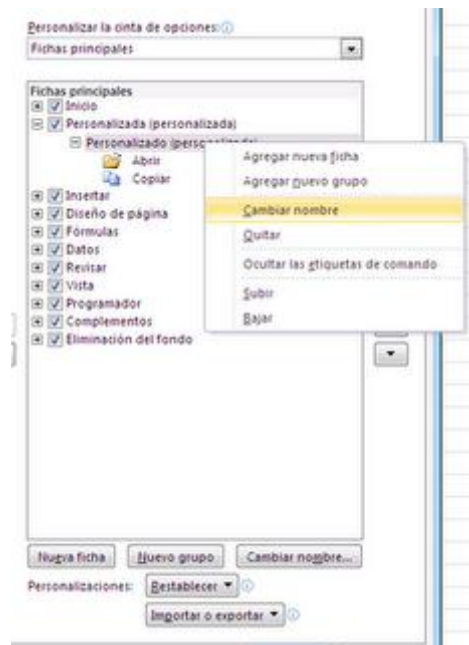 Personalizar la cinta de opciones:
Fichas principales
Fichas principales
Inicio
Personalizada (personalizada)
Personalizado
Abrir
Copiar
Insertar
Diseño de página
Fórmulas
Datos
Revisar
Vista
Programador
Complementos
Eliminación del fondo
Agregar nueva ficha
Agregar nuevo grupo
Cambiar nombre
Quitar
Ocultar las etiquetas de comando
Subir
Bajar
Nueva ficha
Nuevo grupo
Cambiar nombre...
Personalizaciones:
Restablecer
Importar o exportar